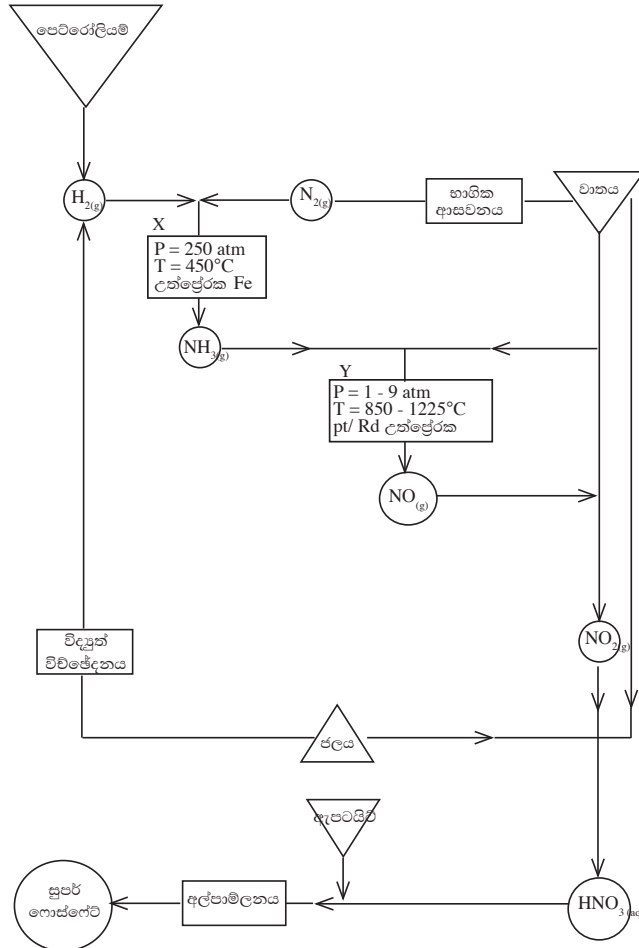 පෙට්රෝලියම්
H2(g)
N2(g)
භාගික
ආසවනය
වාතය
X
P = 250 atm
T = 450°C
උත්ප්‍රේරක Fe
NH3(g)
Y
P = 1 - 9 atm
T = 850 - 1225°C
pt/ Rd උත්ප්‍රේරක
NO(g)
NO2(g)
විද්‍යුත්
විච්ඡේදනය
ජලය
ඇපටයිට්
සුපර්
ෆොස්ෆේට්
අල්පාම්ලනය
HNO3 (aq)